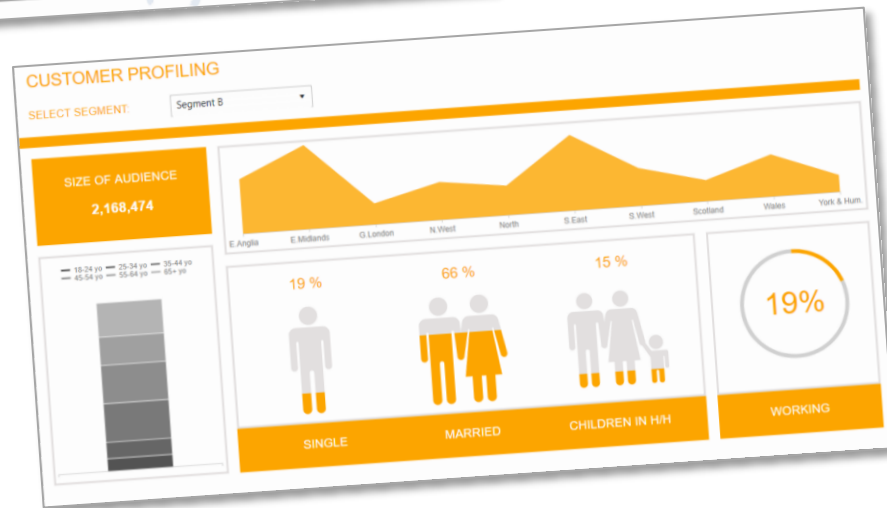 CUSTOMER PROFILING
SELECT SEGMENT:
Segment B
SIZE OF AUDIENCE
2,168,474
E.Anglia
E.Midlands
G.London
N.West
North
S.East
S.West
Scotland
Wales
York & Hum.
18-24 yo 25-34 yo 35-44 yo
45-54 yo 55-64 yo 65+ yo
19 %
66 %
15 %
SINGLE
MARRIED
CHILDREN IN H/H
19%
WORKING